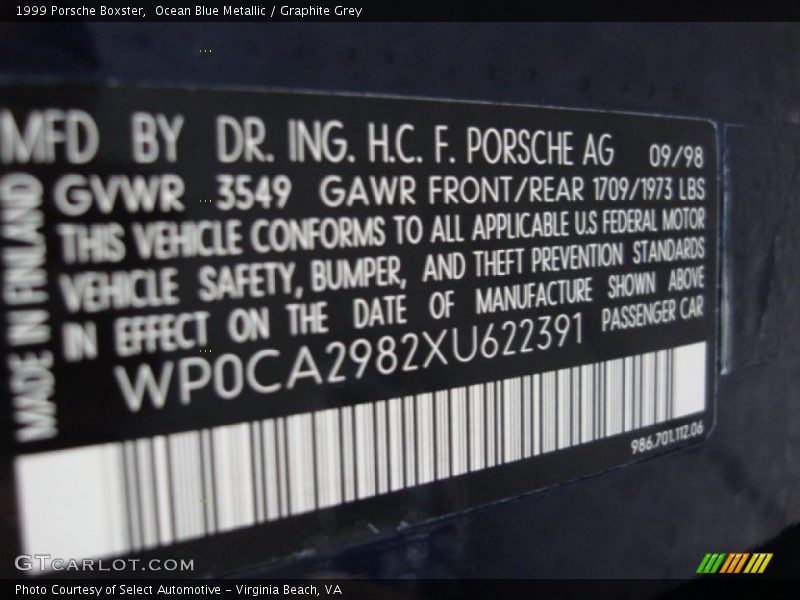 1999 Porsche Boxster,  Ocean Blue Metallic / Graphite Grey
MFD BY DR. ING. H.C. F. PORSCHE AG 09/98
GVWR 3549 GAWR FRONT/REAR 1709/1973 LBS
THIS VEHICLE CONFORMS TO ALL APPLICABLE U.S FEDERAL MOTOR
VEHICLE SAFETY, BUMPER, AND THEFT PREVENTION STANDARDS
IN EFFECT ON THE DATE OF MANUFACTURE SHOWN ABOVE
WP0CA2982XU622391 PASSENGER CAR
MADE IN FINLAND
986.701.112.06
GTCARLOT.COM
Photo Courtesy of Select Automotive - Virginia Beach, VA